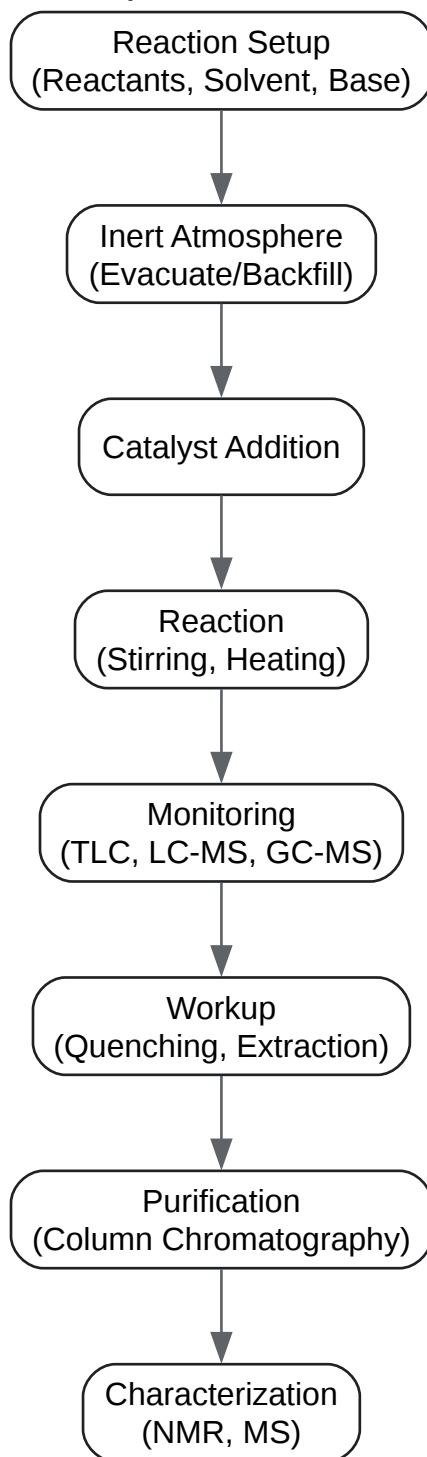 Reaction Setup
(Reactants, Solvent, Base)
Inert Atmosphere
(Evacuate/Backfill)
Catalyst Addition
Reaction
(Stirring, Heating)
Monitoring
(TLC, LC-MS, GC-MS)
Workup
(Quenching, Extraction)
Purification
(Column Chromatography)
Characterization
(NMR, MS)